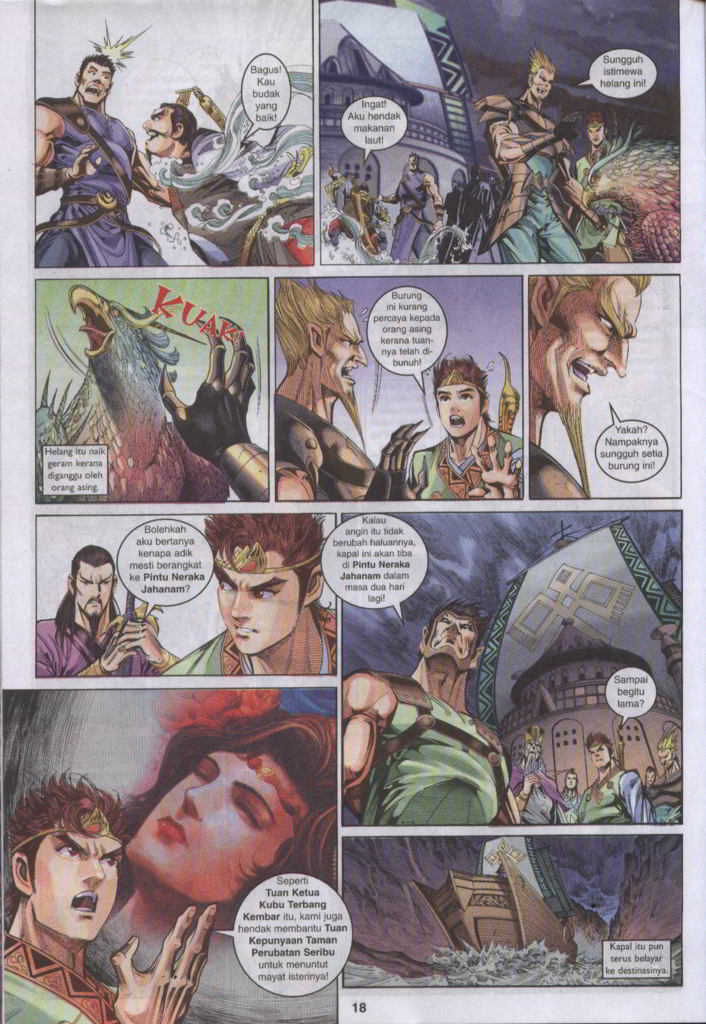 Bagus!
Kau
budak
yang
baik!
Ingat!
Aku hendak
makanan
laut!
Sungguh
istimewa
helang ini!
KUAK
Helang itu naik
geram kerana
diganggu oleh
orang asing.
Burung
ini kurang
percaya kepada
orang asing
kerana tuan-
nya telah di-
bunuh!
Yakah?
Nampaknya
sungguh setia
burung ini!
Bolehkah
aku bertanya
kenapa adik
mesti berangkat
ke Pintu Neraka
Jahanam?
Kalau
angin itu tidak
berubah haluannya,
kapal ini akan tiba
di Pintu Neraka
Jahanam dalam
masa dua hari
lagi!
Sampai
begitu
lama?
Seperti
Tuan Ketua
Kubu Terbang
Kembar itu, kami juga
hendak membantu Tuan
Kepunyaan Taman
Perubatan Seribu
untuk menuntut
mayat isterinya!
Kapal itu pun
terus belayar
ke destinasinya.
18